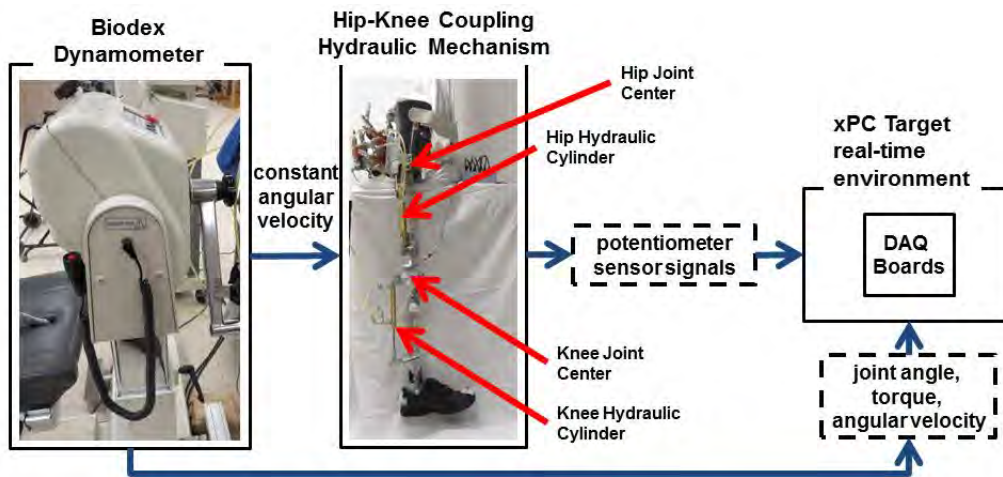 Biodex
Dynamometer
Hip-Knee Coupling
Hydraulic Mechanism
Hip Joint
Center
Hip Hydraulic
Cylinder
constant
angular
velocity
potentiometer
sensor signals
xPC Target
real-time
environment
DAQ
Boards
Knee Joint
Center
Knee Hydraulic
Cylinder
joint angle,
torque,
angular velocity